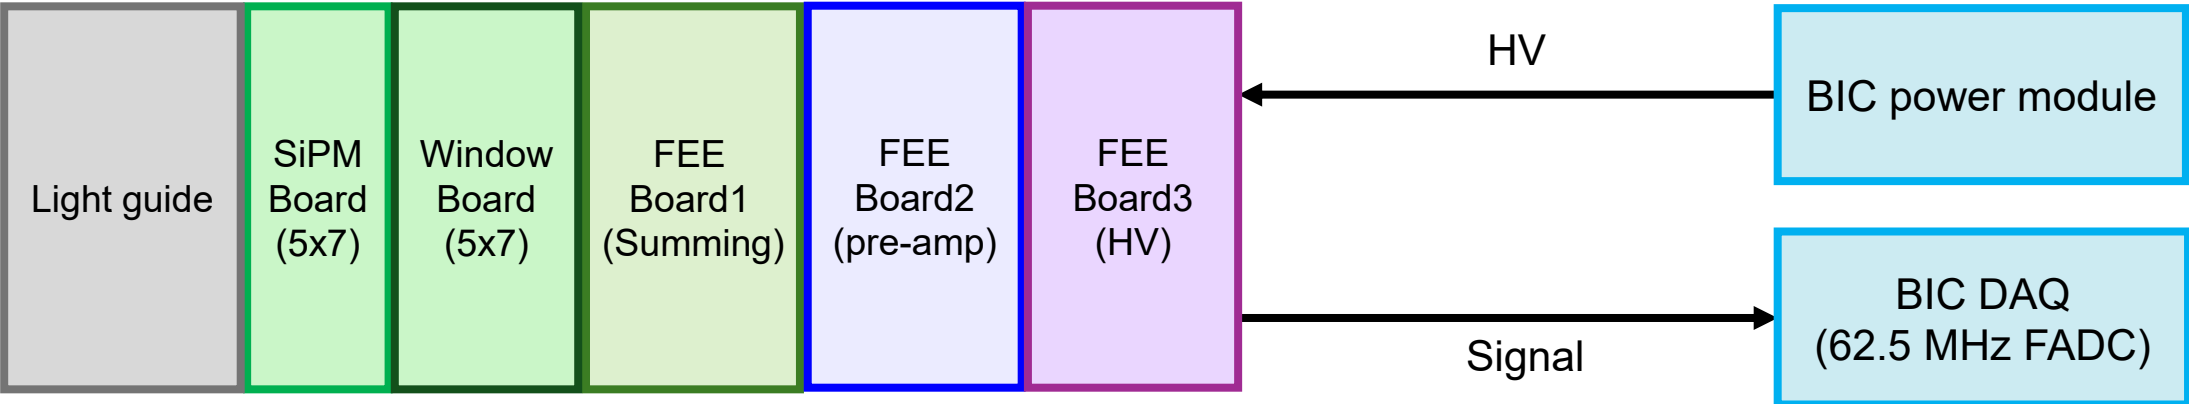 Light guide
SiPM
Board
(5x7)
Window
Board
(5x7)
FEE
Board1
(Summing)
FEE
Board2
(pre-amp)
FEE
Board3
(HV)
HV
BIC power module
Signal
BIC DAQ
(62.5 MHz FADC)